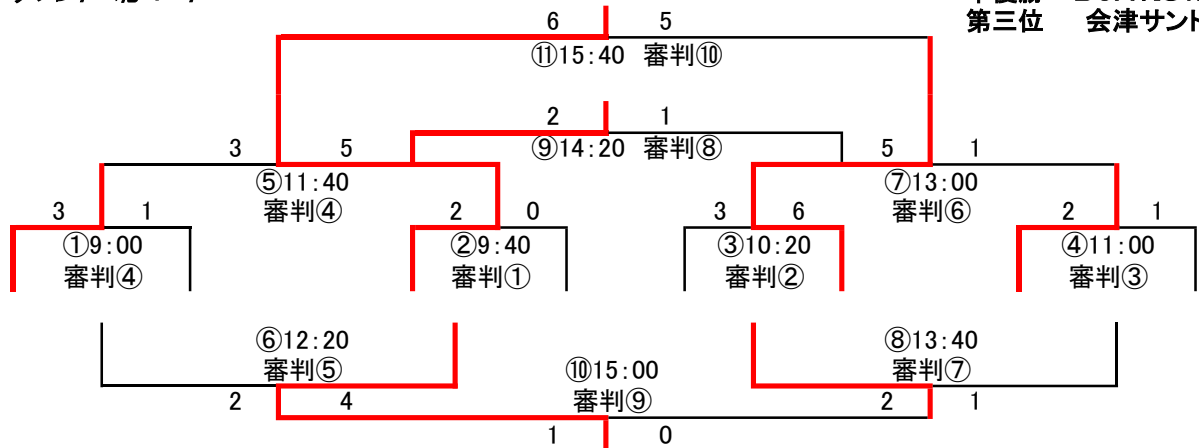 第三位 会津サント
6 5
⑪15:40 審判⑩
2 1
⑨14:20 審判⑧
3 5
5 1
⑤11:40
審判④
⑦13:00
審判⑥
3 1
2 0
3 6
2 1
①9:00
審判④
②9:40
審判①
③10:20
審判②
④11:00
審判③
⑥12:20
審判⑤
⑧13:40
審判⑦
⑩15:00
審判⑨
2 4
2 1
1 0